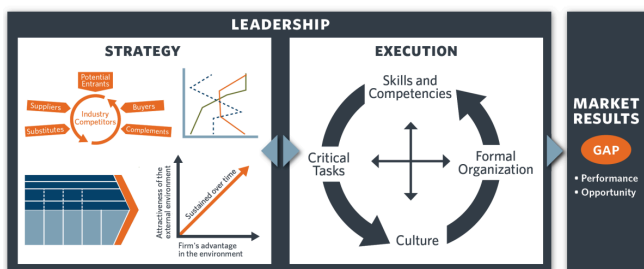 LEADERSHIP
STRATEGY
Potential
Entrants
Suppliers
Buyers
Industry
Competitors
Substitutes
Complements
Attractiveness of the
external environment
Sustained over time
Firm's advantage
in the environment
EXECUTION
Skills and
Competencies
Critical
Tasks
Formal
Organization
Culture
MARKET
RESULTS
GAP
• Performance
• Opportunity